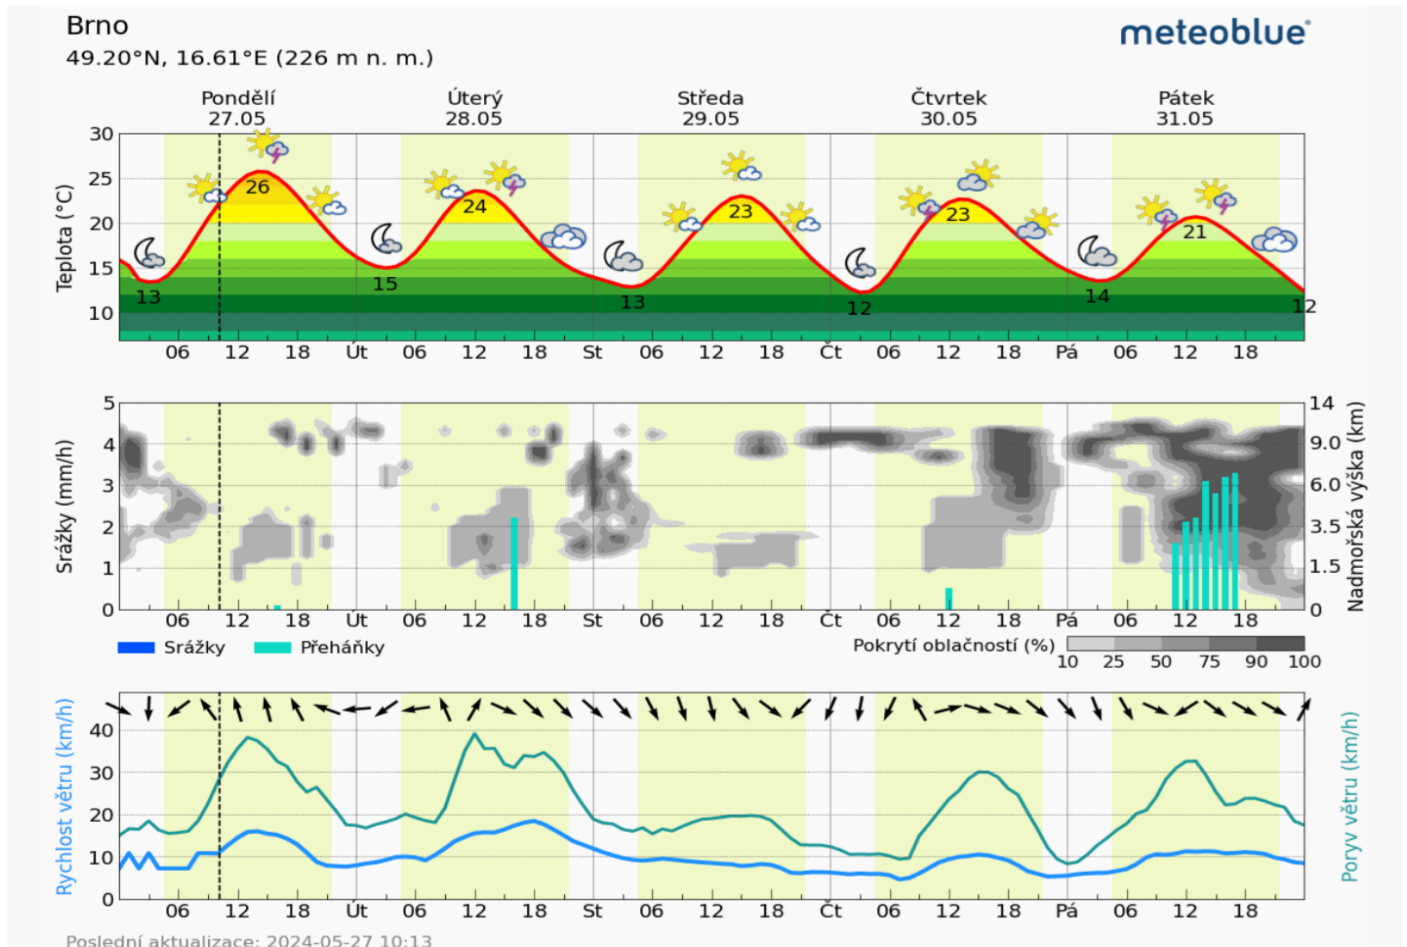 Brno
meteoblue
49.20°N, 16.61°E (226 m n. m.)
Pondělí Úterý Středa Čtvrtek Pátek
27.05 28.05 29.05 30.05 31.05
Teplota (°C)
30
25
20
15
10
26 24 23 23 21
13 15 13 12 14 12
06 12 18 Út 06 12 18 St 06 12 18 Čt 06 12 18 Pá 06 12 18
Srážky (mm/h)
5
4
3
2
1
0
14
9.0
6.0
3.5
1.5
0
Nadmořská výška (km)
06 12 18 Út 06 12 18 St 06 12 18 Čt 06 12 18 Pá 06 12 18
Srážky Přeháňky Pokrytí oblačností (%)
10 25 50 75 90 100
Rychlost větru (km/h)
40
30
20
10
0
Poryv větru (km/h)
06 12 18 Út 06 12 18 St 06 12 18 Čt 06 12 18 Pá 06 12 18
Poslední aktualizace: 2024-05-27 10:13